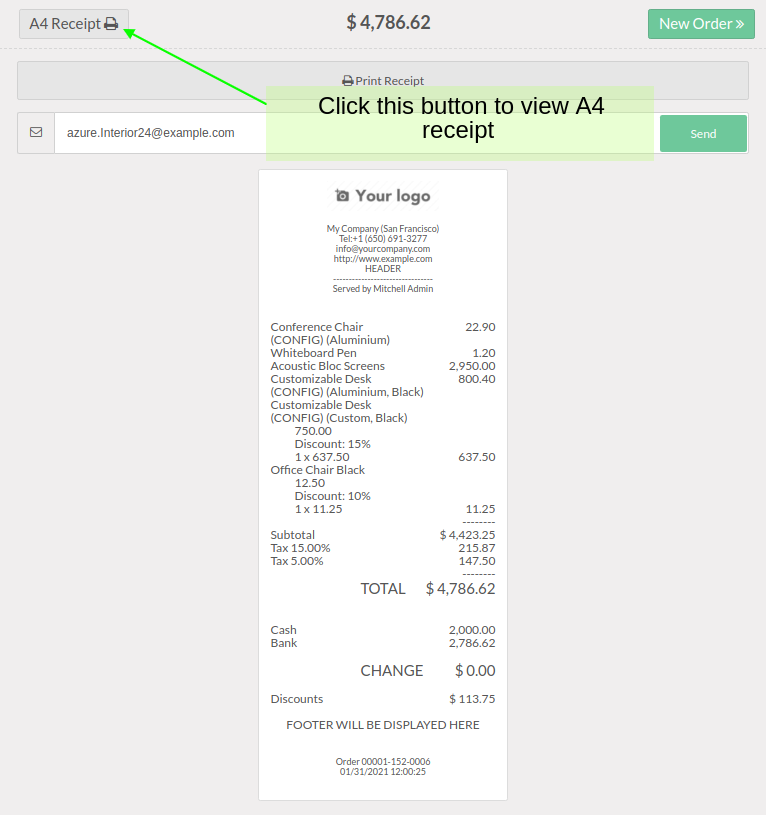 A4 Receipt
$ 4,786.62
New Order »
Print Receipt
Click this button to view A4
receipt
azure.Interior24@example.com
Send
Your logo
My Company (San Francisco)
Tel:+1 (650) 691-3277
info@yourcompany.com
http://www.example.com
HEADER
--------------------------------
Served by Mitchell Admin
Conference Chair 22.90
(CONFIG) (Aluminium)
Whiteboard Pen 1.20
Acoustic Bloc Screens 2,950.00
Customizable Desk 800.40
(CONFIG) (Aluminium, Black)
Customizable Desk
(CONFIG) (Custom, Black)
750.00
Discount: 15%
1 x 637.50 637.50
Office Chair Black
12.50
Discount: 10%
1 x 11.25 11.25
--------
Subtotal $ 4,423.25
Tax 15.00% 215.87
Tax 5.00% 147.50
--------
TOTAL $ 4,786.62
Cash 2,000.00
Bank 2,786.62
CHANGE $ 0.00
Discounts $ 113.75
FOOTER WILL BE DISPLAYED HERE
Order 00001-152-0006
01/31/2021 12:00:25